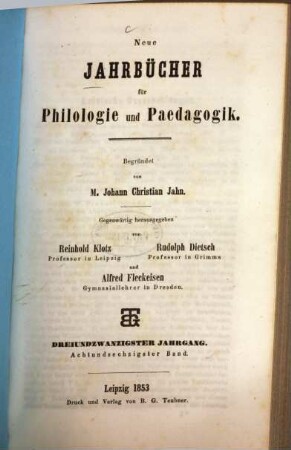 Neue
JAHRBÜCHER
für
Philologie und Paedagogik.
Begründet
von
M. Johann Christian Jahn.
Gegenwärtig herausgegeben
von
Reinhold Klotz
Professor in Leipzig
Rudolph Dietsch
Professor in Grimma
und
Alfred Fleckeisen
Gymnasiallehrer in Dresden.
DREIUNDZWANZIGSTER JAHRGANG.
Achtundsechzigster Band.
Leipzig 1853
Druck und Verlag von B. G. Teubner.